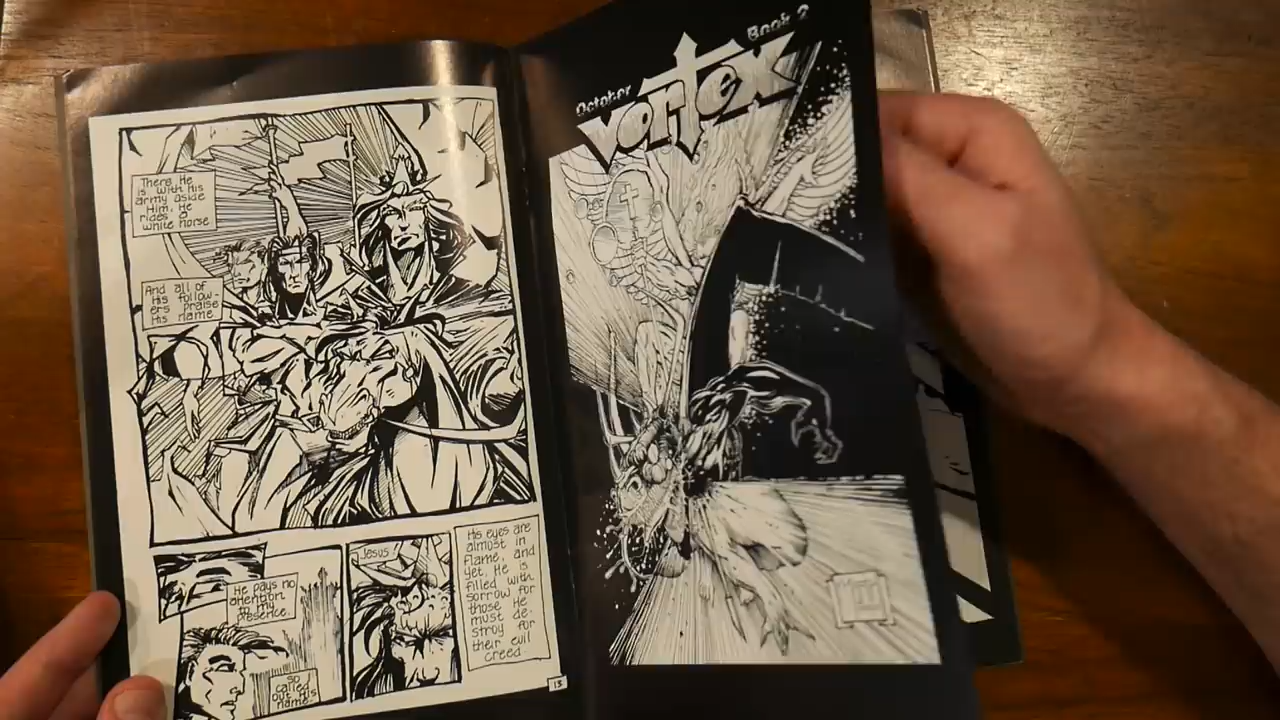 There He
is with his
army aside
Him. He
rides a
white horse
And all of
His follow-
ers praise
His name
He pays no
attention
to my
presence.
so
called
out his
name.
Jesus!
His eyes are
almost in
flame, and
yet, He is
filled with
sorrow for
those He
must de-
stroy for
their evil
creed
13
October
Book 2
vortex